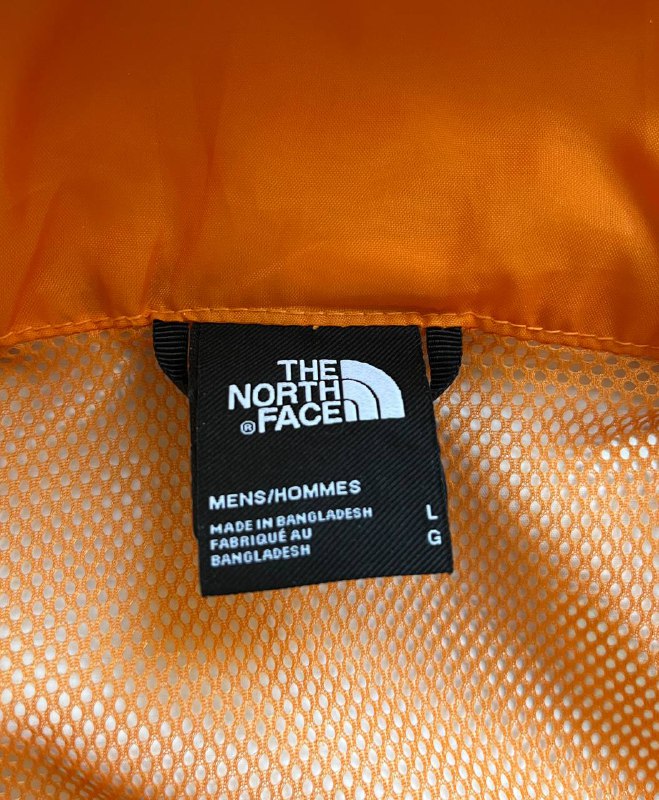 THE
NORTH
FACE
®
MENS/HOMMES
MADE IN BANGLADESH L
FABRIQUÉ AU G
BANGLADESH